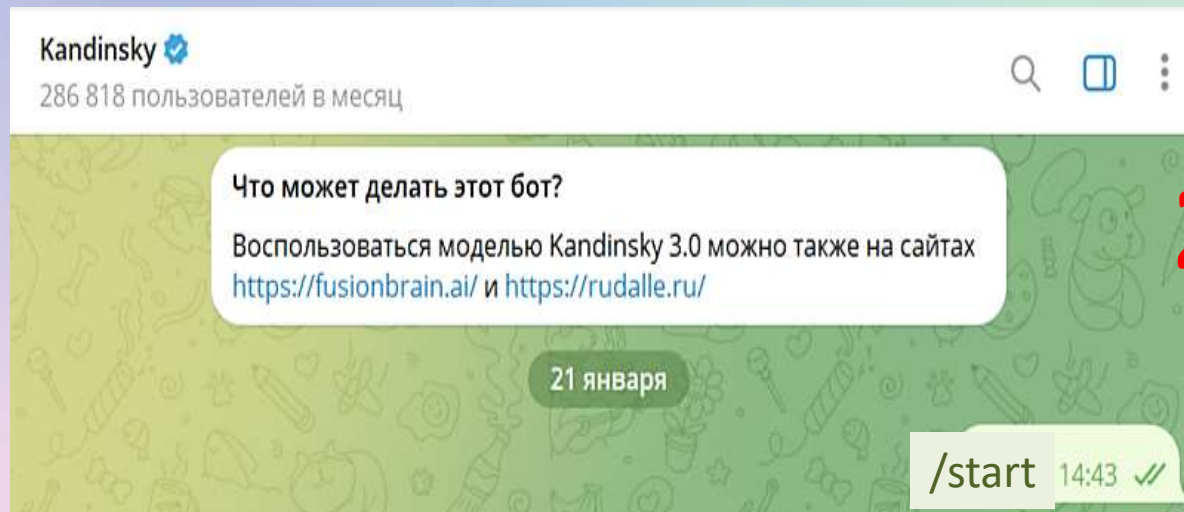 Kandinsky
286 818 пользователей в месяц
Что может делать этот бот?
Воспользоваться моделью Kandinsky 3.0 можно также на сайтах
https://fusionbrain.ai/ и https://rudalle.ru/
21 января
/start 14:43